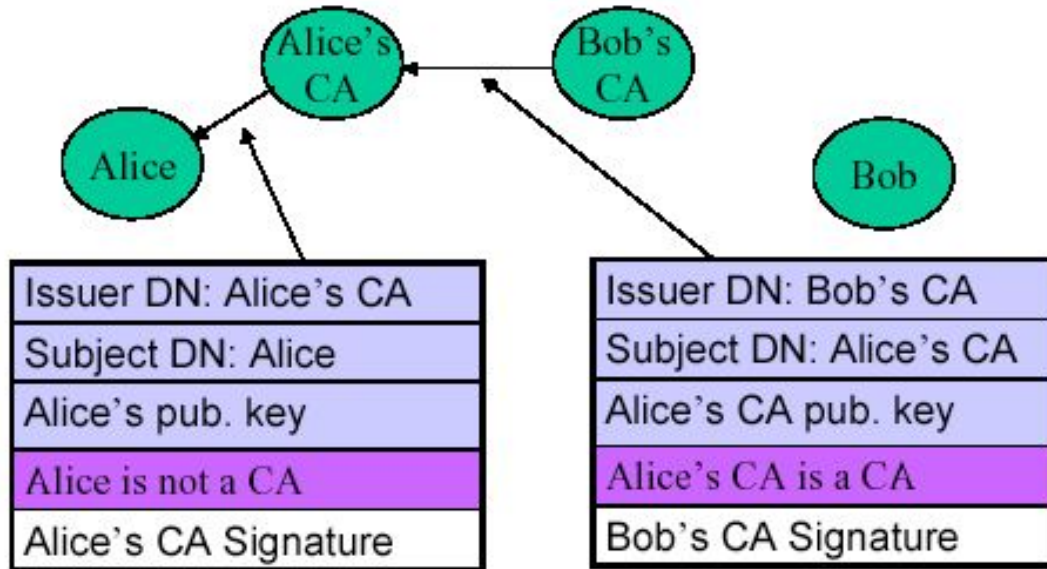 Alice’s
CA
Bob’s
CA
Alice
Bob
Issuer DN: Alice’s CA
Subject DN: Alice
Alice’s pub. key
Alice is not a CA
Alice’s CA Signature
Issuer DN: Bob’s CA
Subject DN: Alice’s CA
Alice’s CA pub. key
Alice’s CA is a CA
Bob’s CA Signature